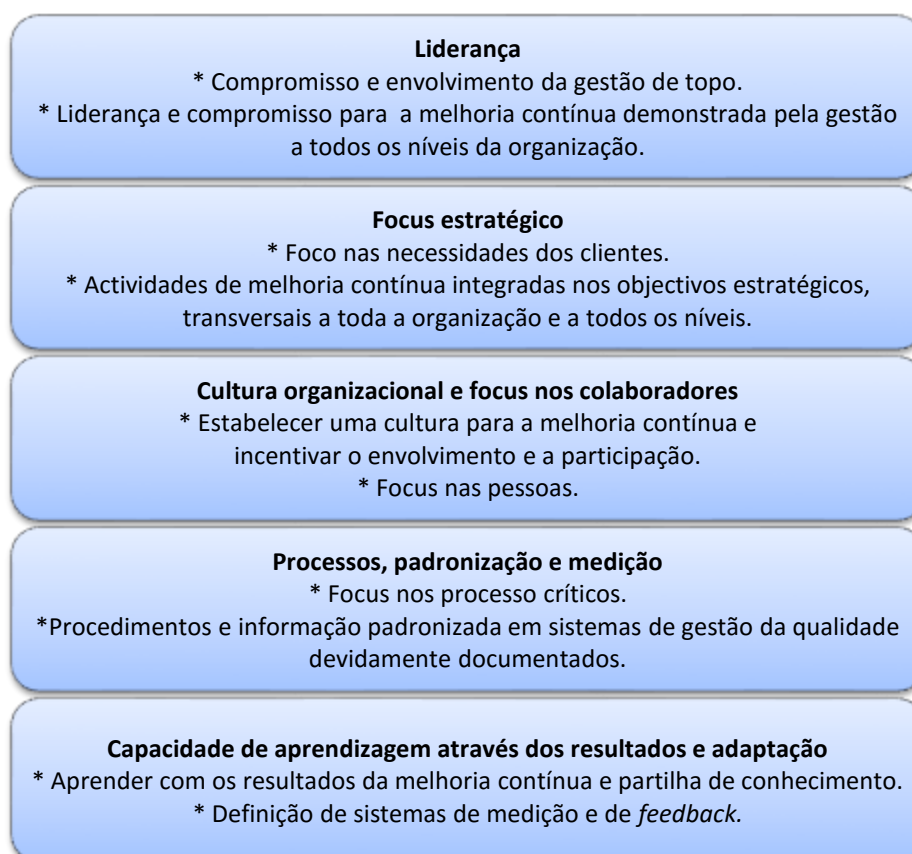 Liderança
* Compromisso e envolvimento da gestão de topo.
* Liderança e compromisso para a melhoria contínua demonstrada pela gestão
a todos os níveis da organização.
Focus estratégico
* Foco nas necessidades dos clientes.
* Actividades de melhoria contínua integradas nos objectivos estratégicos,
transversais a toda a organização e a todos os níveis.
Cultura organizacional e focus nos colaboradores
* Estabelecer uma cultura para a melhoria contínua e
incentivar o envolvimento e a participação.
* Focus nas pessoas.
Processos, padronização e medição
* Focus nos processo críticos.
*Procedimentos e informação padronizada em sistemas de gestão da qualidade
devidamente documentados.
Capacidade de aprendizagem através dos resultados e adaptação
* Aprender com os resultados da melhoria contínua e partilha de conhecimento.
* Definição de sistemas de medição e de feedback.